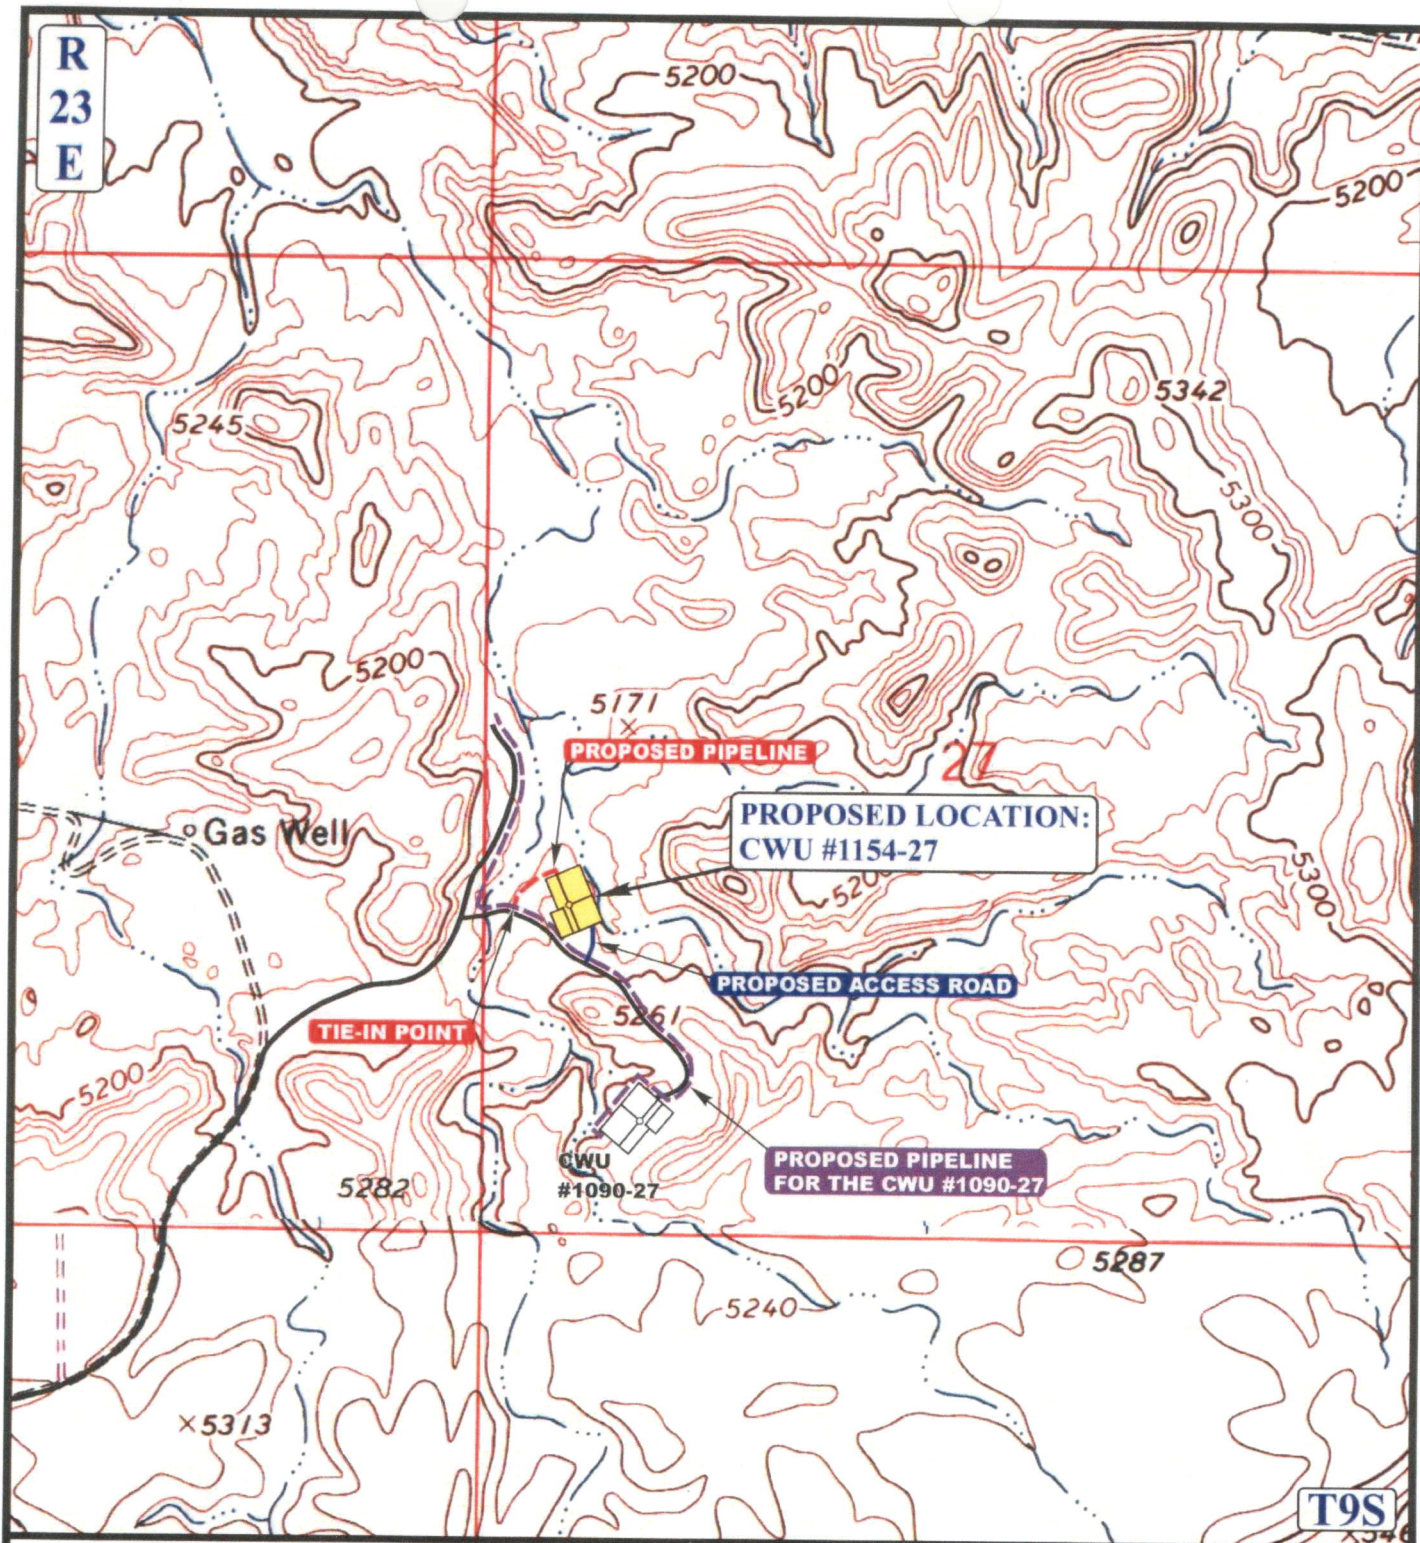 R
23
E
5200
5200
5245
5200
5342
5300
5200
5171
PROPOSED PIPELINE
27
PROPOSED LOCATION:
CWU #1154-27
Gas Well
5300
PROPOSED ACCESS ROAD
TIE-IN POINT
5261
5200
CWU
#1090-27
PROPOSED PIPELINE
FOR THE CWU #1090-27
5282
5287
5240
5313
T9S